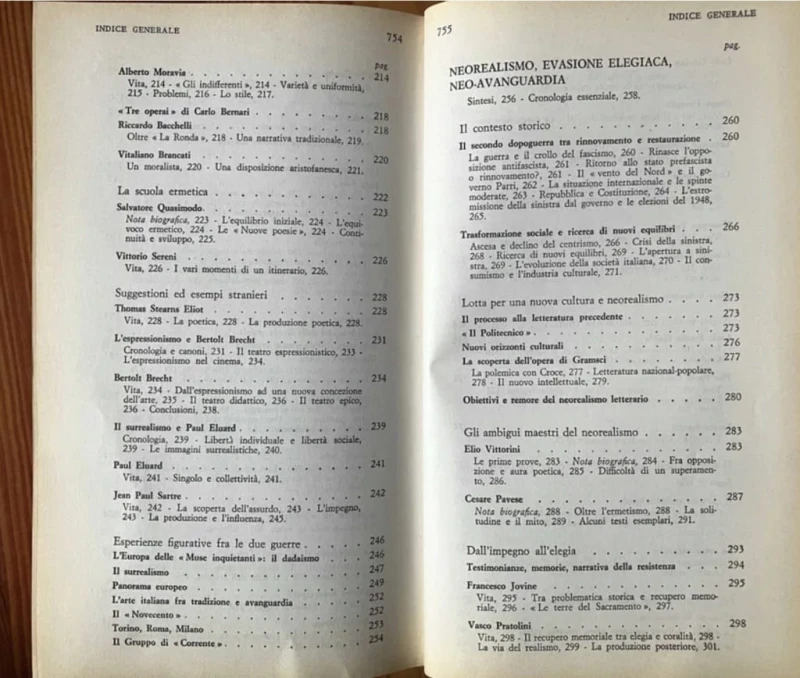 INDICE GENERALE
754
pag.
Alberto Moravia . . . . . . . . . . . . . . 214
Vita, 214 - « Gli indifferenti », 214 - Varietà e uniformità,
215 - Problemi, 216 - Lo stile, 217.
« Tre operai » di Carlo Bernari . . . . . . . . . 218
Riccardo Bacchelli . . . . . . . . . . . . . 218
Oltre « La Ronda », 218 - Una narrativa tradizionale, 219.
Vitaliano Brancati . . . . . . . . . . . . . 220
Un moralista, 220 - Una disposizione aristofanesca, 221.
La scuola ermetica . . . . . . . . . . . . . 222
Salvatore Quasimodo. . . . . . . . . . . . . 223
Nota biografica, 223 - L'equilibrio iniziale, 224 - L'equi-
voco ermetico, 224 - Le « Nuove poesie », 224 - Conti-
nuità e sviluppo, 225.
Vittorio Sereni . . . . . . . . . . . . . . 226
Vita, 226 - I vari momenti di un itinerario, 226.
Suggestioni ed esempi stranieri . . . . . . . . 228
Thomas Stearns Eliot . . . . . . . . . . . . 228
Vita, 228 - La poetica, 228 - La produzione poetica, 228.
L'espressionismo e Bertolt Brecht . . . . . . . . 231
Cronologia e canoni, 231 - Il teatro espressionistico, 233 -
L'espressionismo nel cinema, 234.
Bertolt Brecht . . . . . . . . . . . . . . 234
Vita, 234 - Dall'espressionismo ad una nuova concezione
dell'arte, 235 - Il teatro didattico, 236 - Il teatro epico,
236 - Conclusioni, 238.
Il surrealismo e Paul Eluard . . . . . . . . . . 239
Cronologia, 239 - Libertà individuale e libertà sociale,
239 - Le immagini surrealistiche, 240.
Paul Eluard . . . . . . . . . . . . . . . 241
Vita, 241 - Singolo e collettività, 241.
Jean Paul Sartre . . . . . . . . . . . . . . 242
Vita, 242 - La scoperta dell'assurdo, 243 - L'impegno,
243 - La produzione e l'influenza, 245.
Esperienze figurative fra le due guerre . . . . . 246
L'Europa delle « Muse inquietanti »: il dadaismo . . 246
Il surrealismo . . . . . . . . . . . . . . 247
Panorama europeo . . . . . . . . . . . . . 249
L'arte italiana fra tradizione e avanguardia . . . . . 252
Il « Novecento » . . . . . . . . . . . . . 252
Torino, Roma, Milano . . . . . . . . . . . . 253
Il Gruppo di « Corrente ». . . . . . . . . . . 254
755
INDICE GENERALE
pag.
NEOREALISMO, EVASIONE ELEGIACA,
NEO-AVANGUARDIA
Sintesi, 256 - Cronologia essenziale, 258.
Il contesto storico . . . . . . . . . . . . 260
Il secondo dopoguerra tra rinnovamento e restaurazione . 260
La guerra e il crollo del fascismo, 260 - Rinasce l'oppo-
sizione antifascista, 261 - Ritorno allo stato prefascista
o rinnovamento?, 261 - Il « vento del Nord » e il go-
verno Parri, 262 - La situazione internazionale e le spinte
moderate, 263 - Repubblica e Costituzione, 264 - L'estro-
missione della sinistra dal governo e le elezioni del 1948,
265.
Trasformazione sociale e ricerca di nuovi equilibri . . . 266
Ascesa e declino del centrismo, 266 - Crisi della sinistra,
268 - Ricerca di nuovi equilibri, 269 - L'apertura a sini-
stra, 269 - L'evoluzione della società italiana, 270 - Il con-
sumismo e l'industria culturale, 271.
Lotta per una nuova cultura e neorealismo . . . . 273
Il processo alla letteratura precedente . . . . . . . 273
« Il Politecnico » . . . . . . . . . . . . . 273
Nuovi orizzonti culturali . . . . . . . . . . . 276
La scoperta dell'opera di Gramsci . . . . . . . . 277
La polemica con Croce, 277 - Letteratura nazional-popolare,
278 - Il nuovo intellettuale, 279.
Obiettivi e remore del neorealismo letterario . . . . . 280
Gli ambigui maestri del neorealismo . . . . . . 283
Elio Vittorini . . . . . . . . . . . . . . 283
Le prime prove, 283 - Nota biografica, 284 - Fra opposi-
zione e aura poetica, 285 - Difficoltà di un superamen-
to, 286.
Cesare Pavese . . . . . . . . . . . . . . 287
Nota biografica, 288 - Oltre l'ermetismo, 288 - La soli-
tudine e il mito, 289 - Alcuni testi esemplari, 291.
Dall'impegno all'elegia . . . . . . . . . . . 293
Testimonianze, memorie, narrativa della resistenza . . . 294
Francesco Jovine . . . . . . . . . . . . . 295
Vita, 295 - Tra problematica storica e recupero memo-
riale, 296 - « Le terre del Sacramento », 297.
Vasco Pratolini . . . . . . . . . . . . . . 298
Vita, 298 - Il recupero memoriale tra elegia e coralità, 298 -
La via del realismo, 299 - La produzione posteriore, 301.